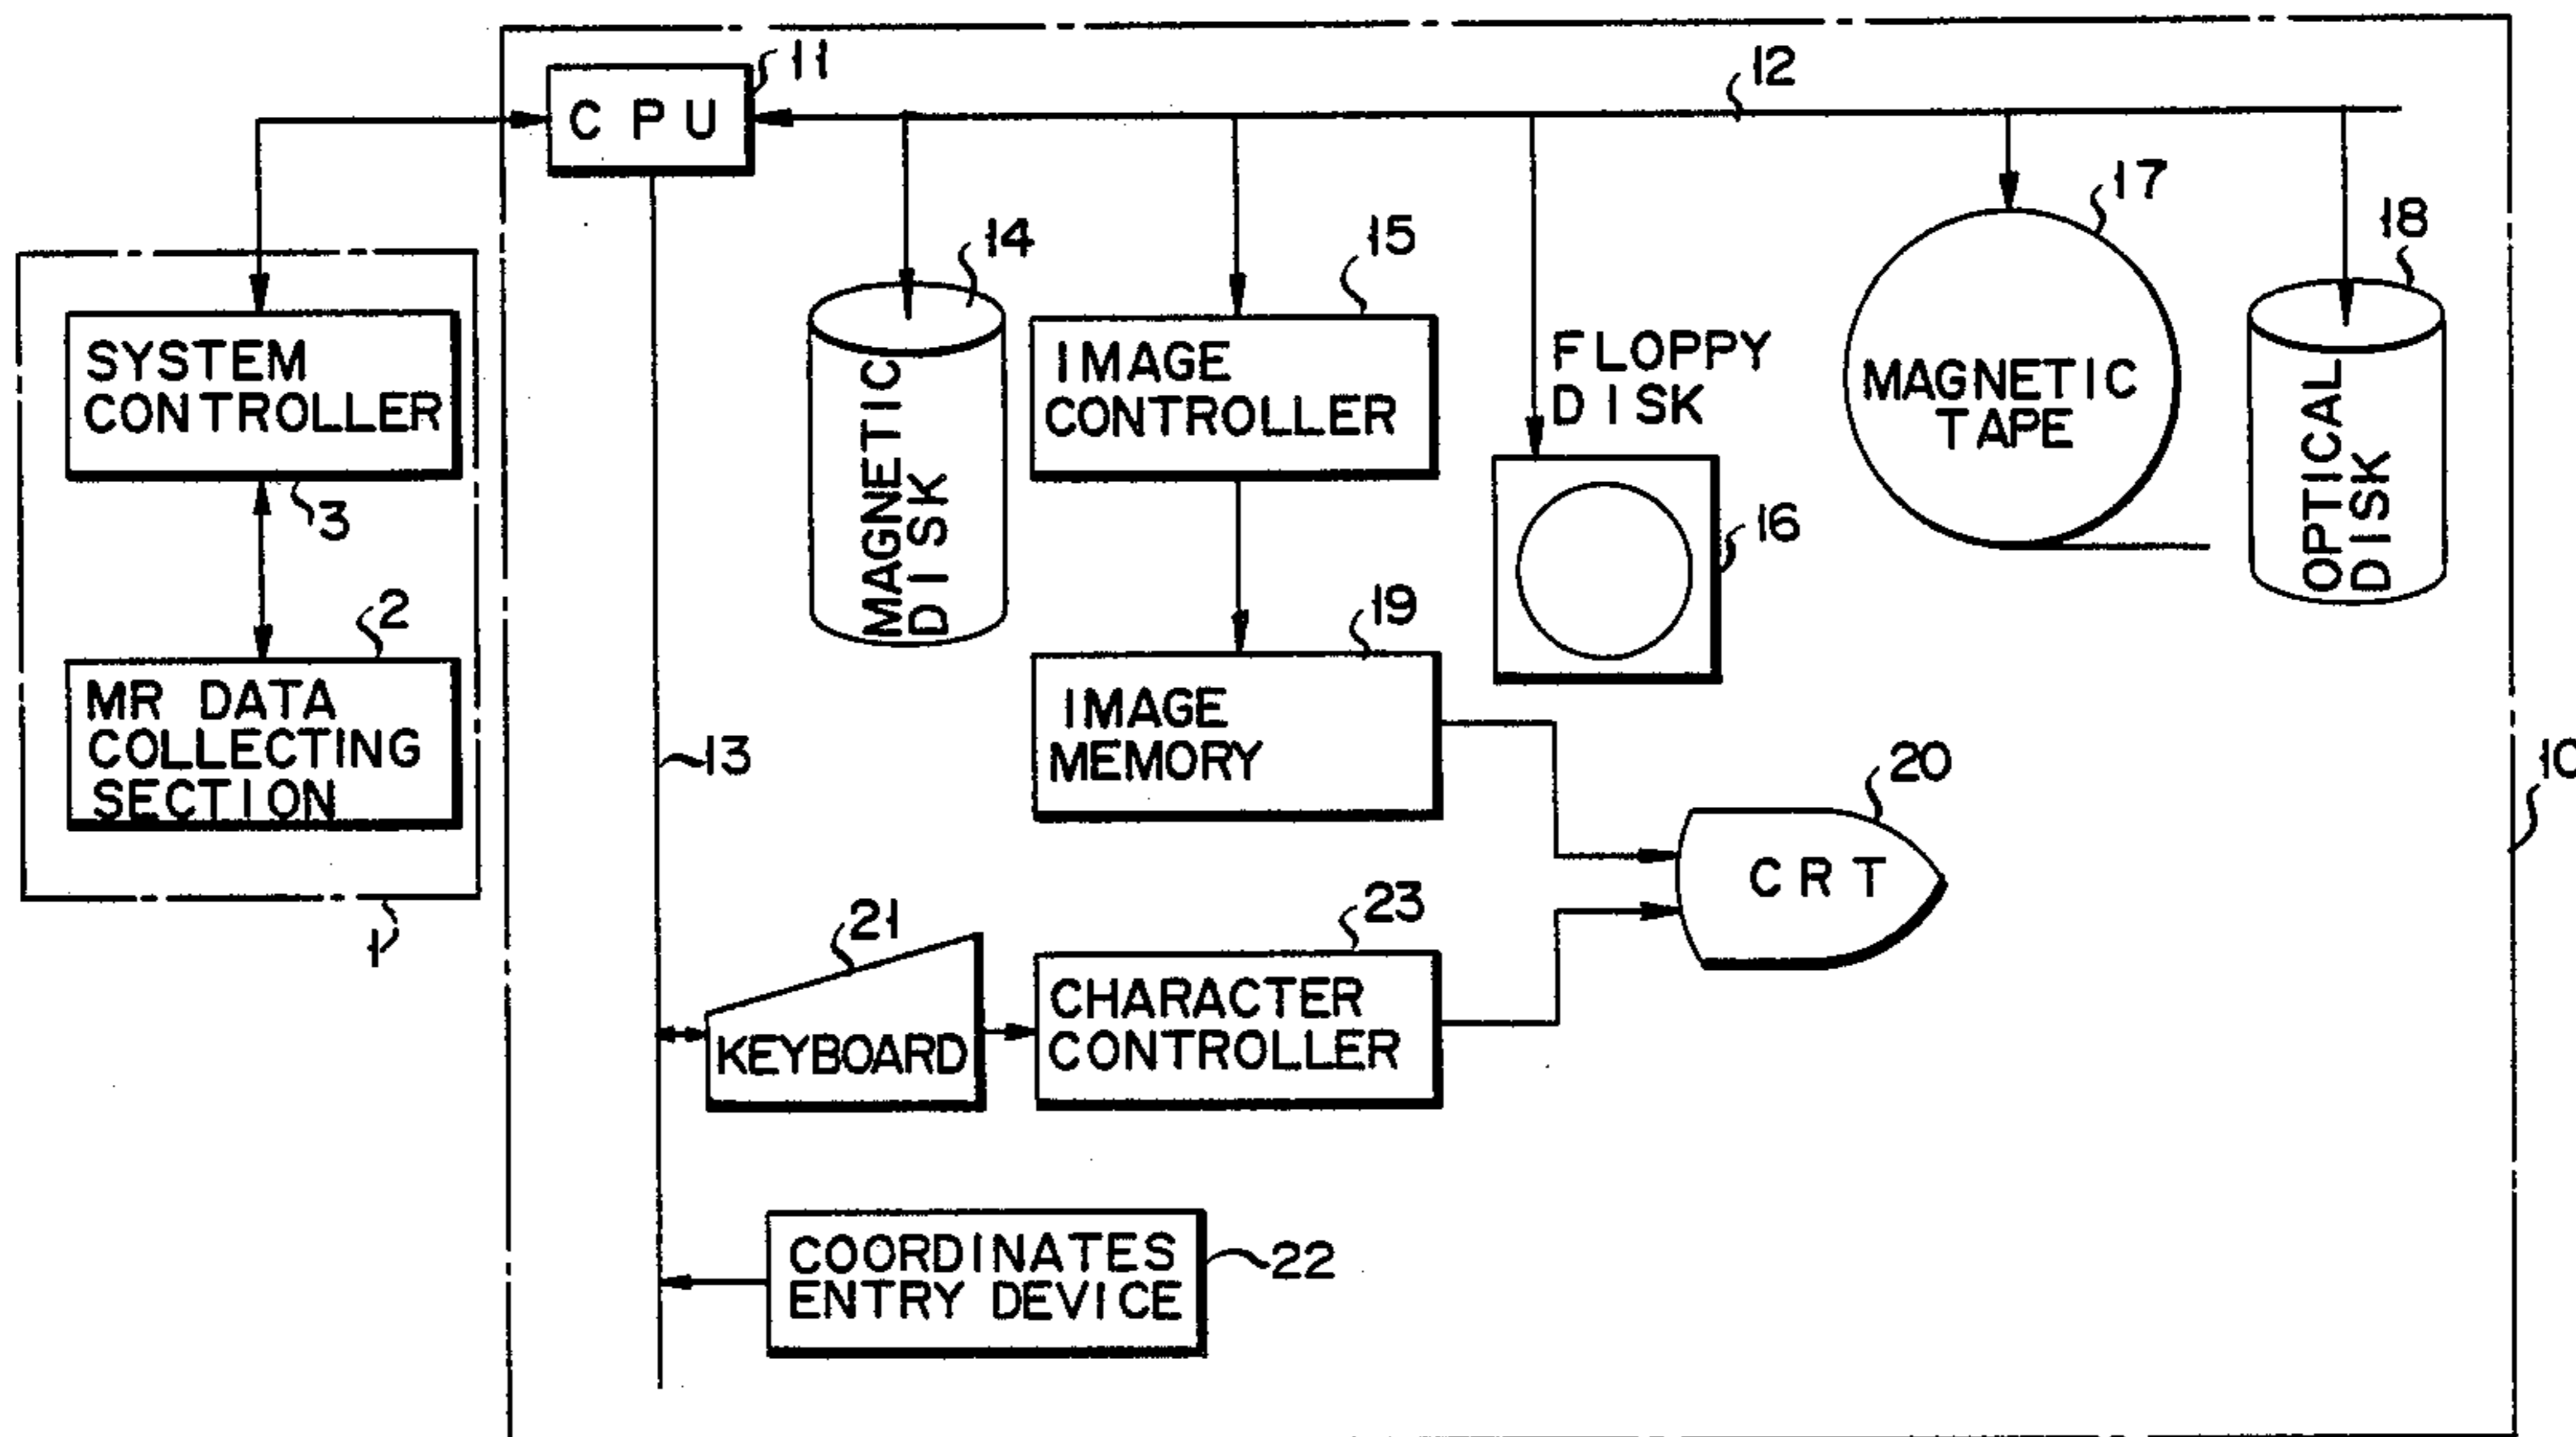 11
C P U
12
17
18
14
15
SYSTEM
CONTROLLER
3
MAGNETIC
DISK
IMAGE
CONTROLLER
FLOPPY
DISK
16
MAGNETIC
TAPE
OPTICAL
DISK
2
MR DATA
COLLECTING
SECTION
1
13
19
IMAGE
MEMORY
20
C R T
10
21
KEYBOARD
23
CHARACTER
CONTROLLER
COORDINATES
ENTRY DEVICE
22